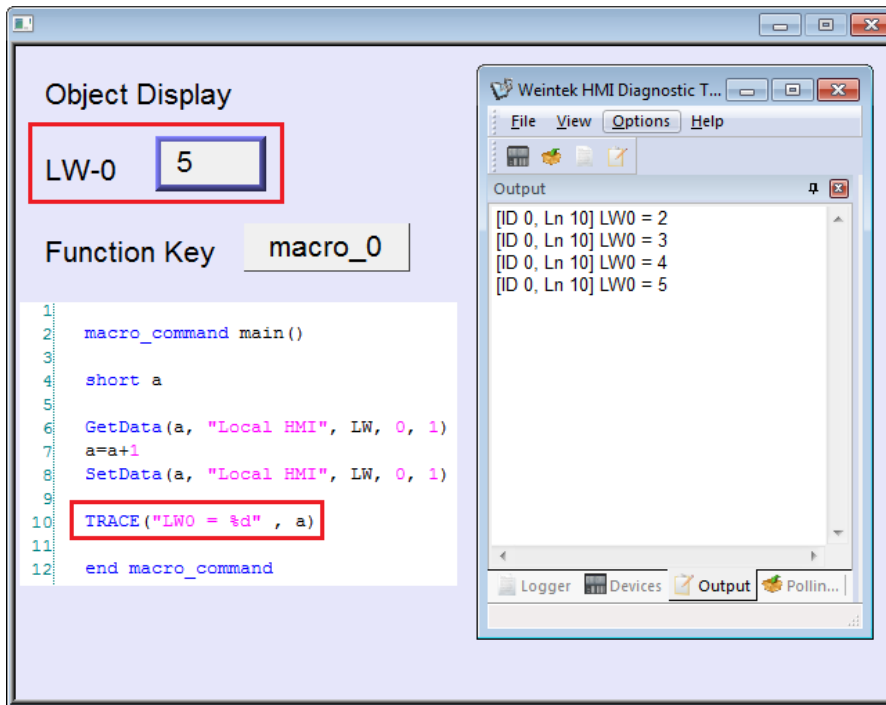 Object Display
LW-0 5
Function Key macro_0
1
2 macro_command main()
3
4 short a
5
6 GetData(a, "Local HMI", LW, 0, 1)
7 a=a+1
8 SetData(a, "Local HMI", LW, 0, 1)
9
10 TRACE("LW0 = %d" , a)
11
12 end macro_command
Weintek HMI Diagnostic T...
File View Options Help
Output
[ID 0, Ln 10] LW0 = 2
[ID 0, Ln 10] LW0 = 3
[ID 0, Ln 10] LW0 = 4
[ID 0, Ln 10] LW0 = 5
Logger Devices Output Pollin...